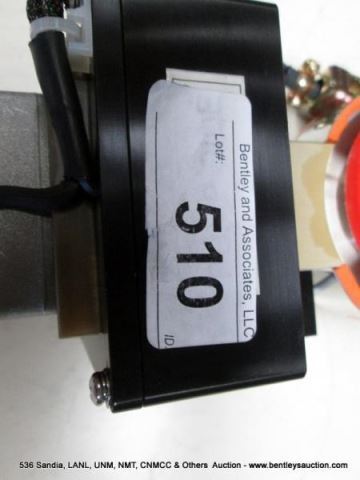 Bentley and Associates, LLC
Lot#:
510
ID
536 Sandia, LANL, UNM, NMT, CNMCC & Others Auction - www.bentleysauction.com